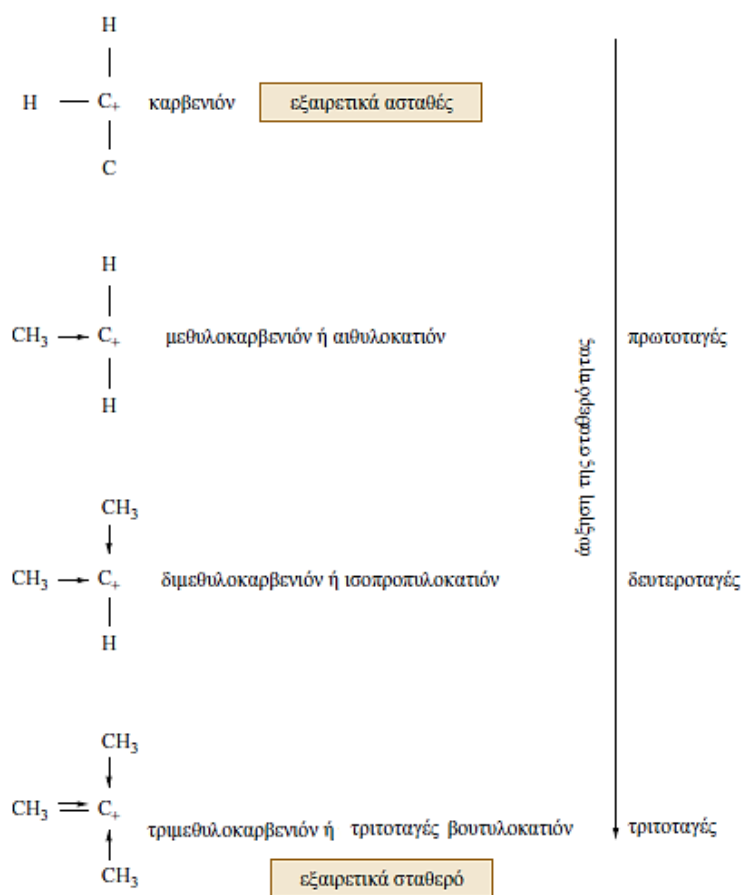 H
H C+ καρβενιόν εξαιρετικά ασταθές
C
H
CH3 C+ μεθυλοκαρβενιόν ή αιθυλοκατιόν πρωτοταγές
H
άυξηση της σταθερότητας
CH3
CH3 C+ διμεθυλοκαρβενιόν ή ισοπροπυλοκατιόν δευτεροταγές
H
CH3
CH3 C+
τριμεθυλοκαρβενιόν ή τριτοταγές βουτυλοκατιόν τριτοταγές
CH3
εξαιρετικά σταθερό